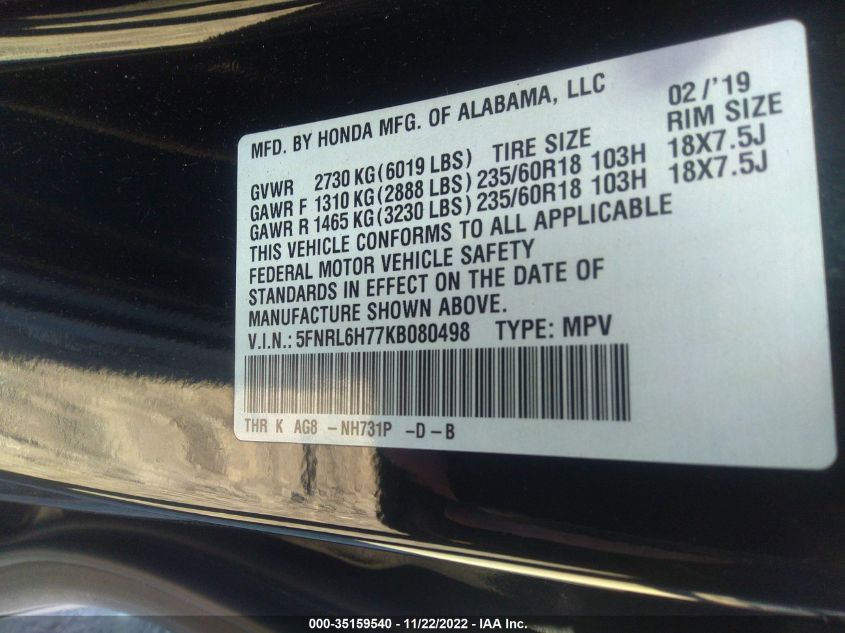 MFD. BY HONDA MFG. OF ALABAMA, LLC 02/'19
GVWR 2730 KG(6019 LBS) TIRE SIZE RIM SIZE
GAWR F 1310 KG(2888 LBS) 235/60R18 103H 18X7.5J
GAWR R 1465 KG(3230 LBS) 235/60R18 103H 18X7.5J
THIS VEHICLE CONFORMS TO ALL APPLICABLE
FEDERAL MOTOR VEHICLE SAFETY
STANDARDS IN EFFECT ON THE DATE OF
MANUFACTURE SHOWN ABOVE.
V.I.N.: 5FNRL6H77KB080498 TYPE: MPV
THR K AG8 -NH731P -D-B
000-35159540 - 11/22/2022 - IAA Inc.